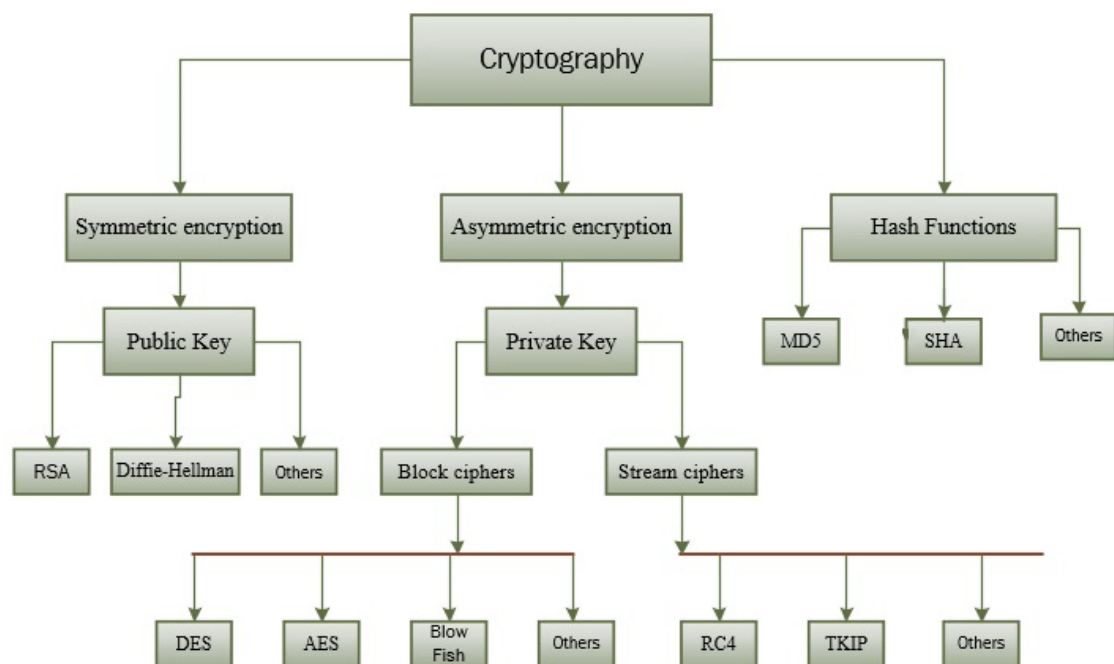 Cryptography
Symmetric encryption
Asymmetric encryption
Hash Functions
Public Key
Private Key
MD5
SHA
Others
RSA
Diffie-Hellman
Others
Block ciphers
Stream ciphers
DES
AES
Blow
Fish
Others
RC4
TKIP
Others